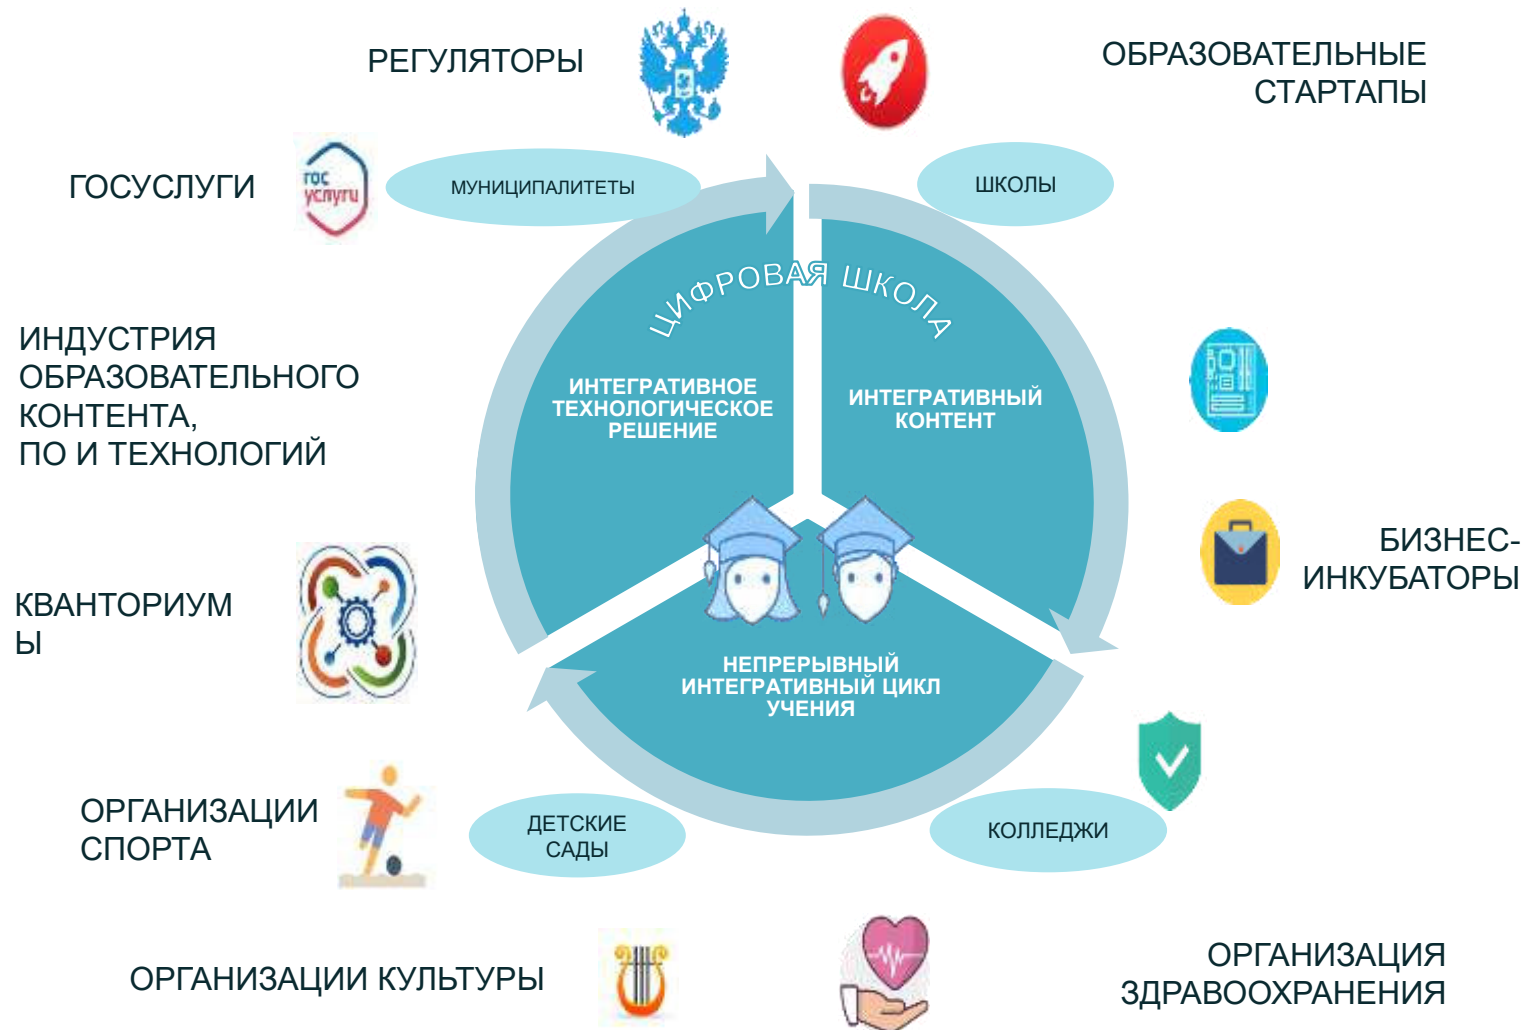 РЕГУЛЯТОРЫ
ОБРАЗОВАТЕЛЬНЫЕ
СТАРТАПЫ
ГОСУСЛУГИ
гос
услуги
МУНИЦИПАЛИТЕТЫ
ШКОЛЫ
ЦИФРОВАЯ ШКОЛА
ИНДУСТРИЯ
ОБРАЗОВАТЕЛЬНОГО
КОНТЕНТА,
ПО И ТЕХНОЛОГИЙ
ИНТЕГРАТИВНОЕ
ТЕХНОЛОГИЧЕСКОЕ
РЕШЕНИЕ
ИНТЕГРАТИВНЫЙ
КОНТЕНТ
БИЗНЕС-
ИНКУБАТОРЫ
КВАНТОРИУМ
Ы
НЕПРЕРЫВНЫЙ
ИНТЕГРАТИВНЫЙ ЦИКЛ
УЧЕНИЯ
ОРГАНИЗАЦИИ
СПОРТА
ДЕТСКИЕ
САДЫ
КОЛЛЕДЖИ
ОРГАНИЗАЦИИ КУЛЬТУРЫ
ОРГАНИЗАЦИЯ
ЗДРАВООХРАНЕНИЯ